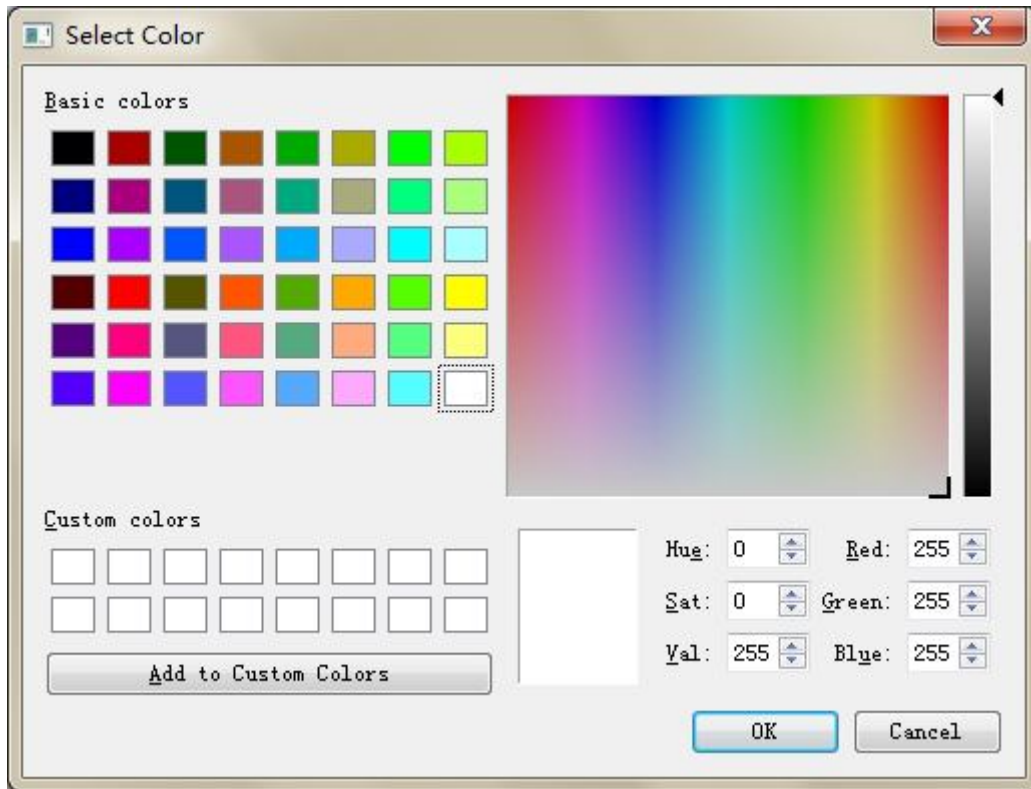 Select Color
Basic colors
Custom colors
Add to Custom Colors
Hue: 0 Red: 255
Sat: 0 Green: 255
Val: 255 Blue: 255
OK Cancel